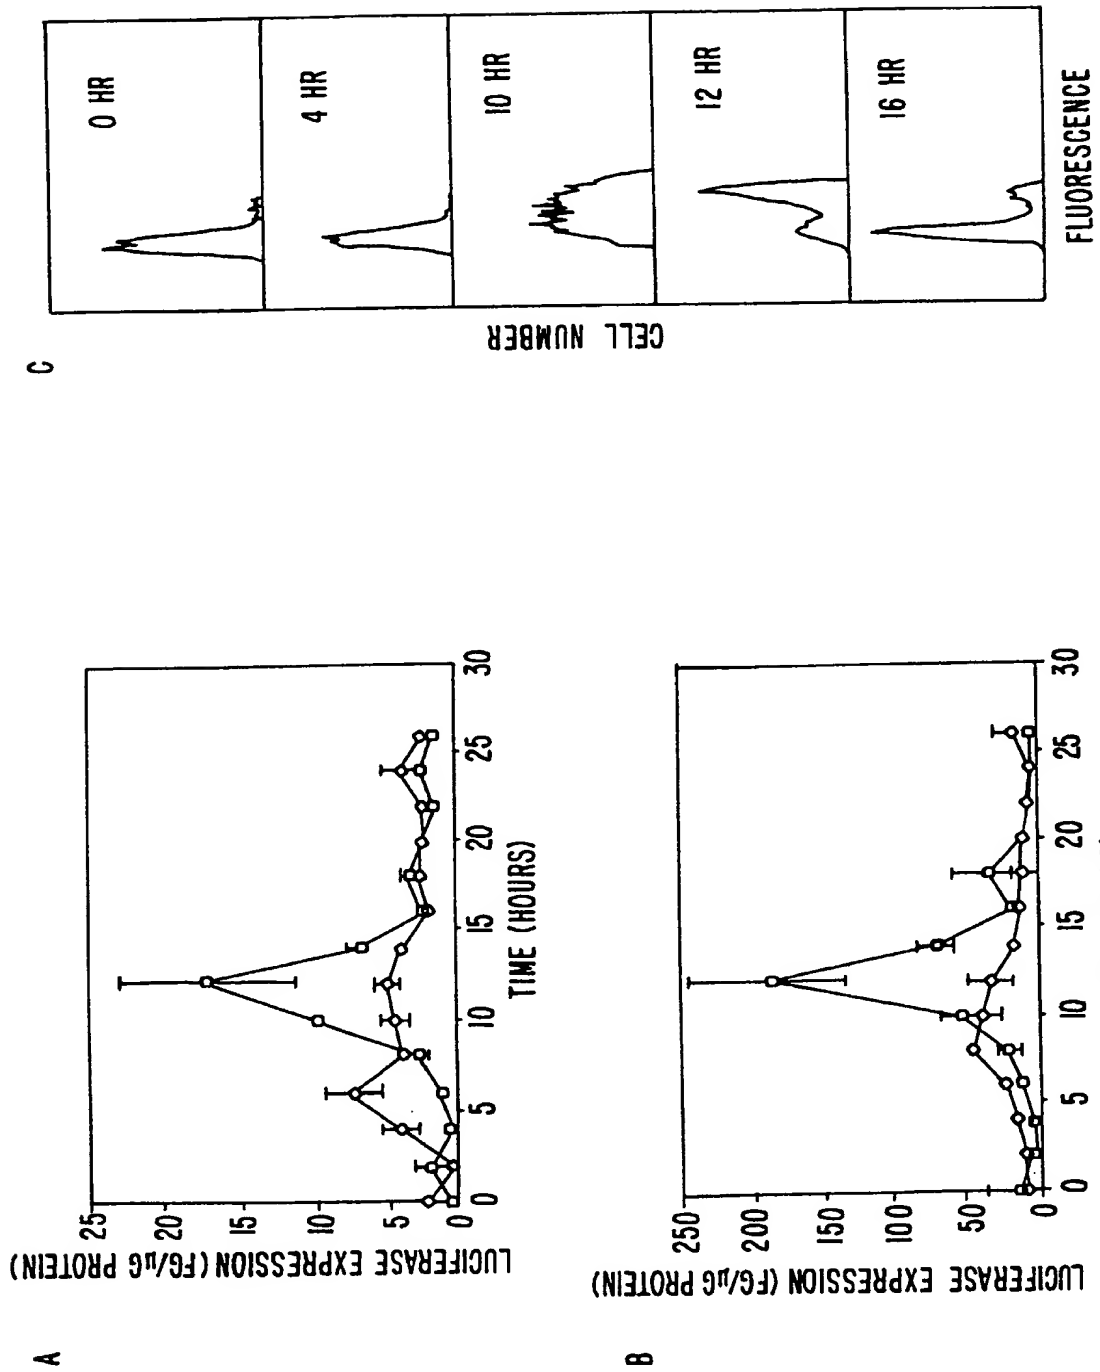 A
LUCIFERASE EXPRESSION (FG/µG PROTEIN)
25
20
15
10
5
0
0
5
10
15
20
25
30
TIME (HOURS)
B
LUCIFERASE EXPRESSION (FG/µG PROTEIN)
250
200
150
100
50
0
0
5
10
15
20
25
30
C
CELL NUMBER
0 HR
4 HR
10 HR
12 HR
16 HR
FLUORESCENCE